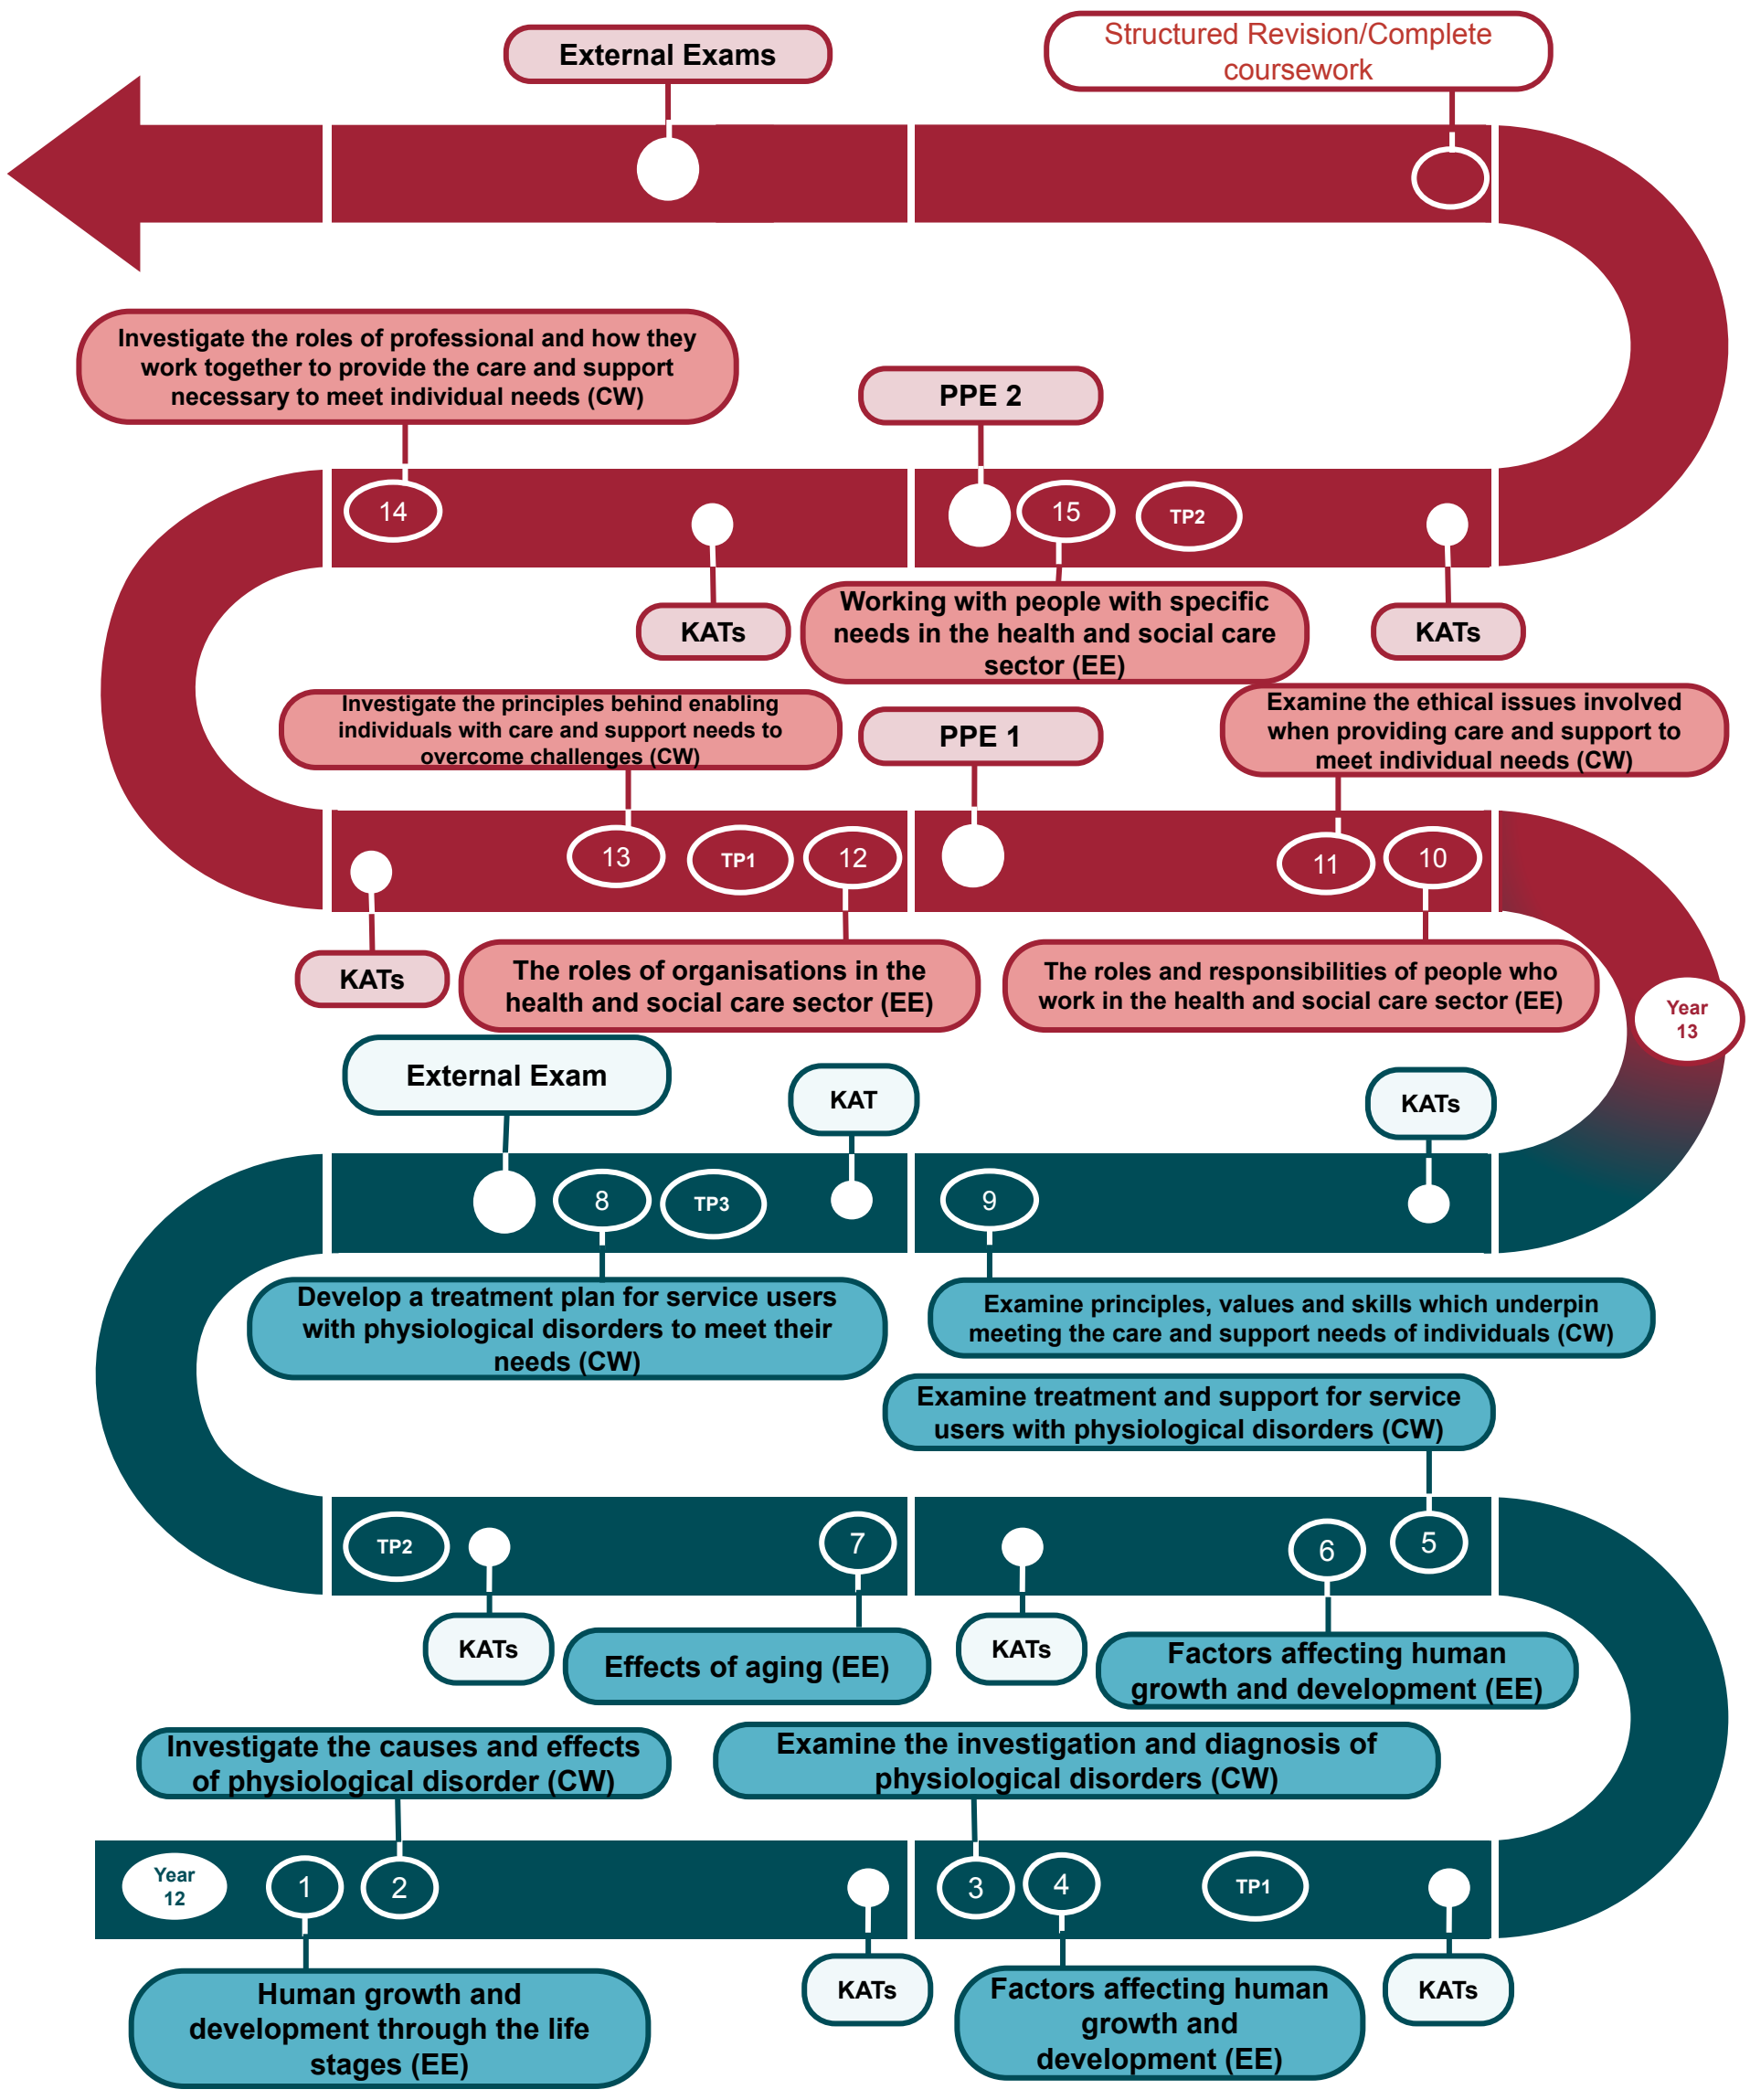 External Exams
Structured Revision/Complete
coursework
Investigate the roles of professional and how they
work together to provide the care and support
necessary to meet individual needs (CW)
PPE 2
14
15
TP2
KATs
Working with people with specific
needs in the health and social care
sector (EE)
KATs
Investigate the principles behind enabling
individuals with care and support needs to
overcome challenges (CW)
PPE 1
Examine the ethical issues involved
when providing care and support to
meet individual needs (CW)
13
TP1
12
11
10
KATs
The roles of organisations in the
health and social care sector (EE)
The roles and responsibilities of people who
work in the health and social care sector (EE)
Year
13
External Exam
KAT
KATs
8
TP3
9
Develop a treatment plan for service users
with physiological disorders to meet their
needs (CW)
Examine principles, values and skills which underpin
meeting the care and support needs of individuals (CW)
Examine treatment and support for service
users with physiological disorders (CW)
TP2
7
6
5
KATs
Effects of aging (EE)
KATs
Factors affecting human
growth and development (EE)
Investigate the causes and effects
of physiological disorder (CW)
Examine the investigation and diagnosis of
physiological disorders (CW)
Year
12
1
2
3
4
TP1
Human growth and
development through the life
stages (EE)
KATs
Factors affecting human
growth and
development (EE)
KATs